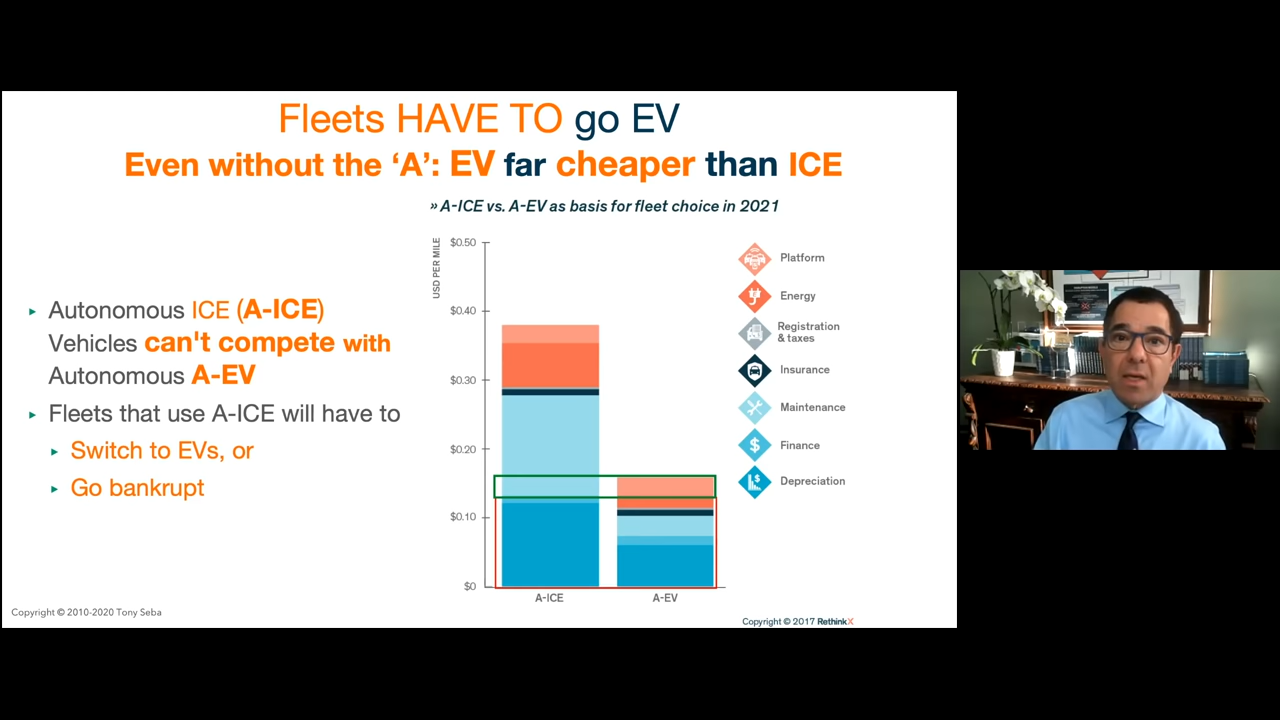 Fleets HAVE TO go EV
Even without the ‘A’: EV far cheaper than ICE
» A-ICE vs. A-EV as basis for fleet choice in 2021
▸ Autonomous ICE (A-ICE)
Vehicles can't compete with
Autonomous A-EV
▸ Fleets that use A-ICE will have to
▸ Switch to EVs, or
▸ Go bankrupt
USD PER MILE
$0.50
$0.40
$0.30
$0.20
$0.10
$0
A-ICE
A-EV
Platform
Energy
Registration
& taxes
Insurance
Maintenance
Finance
Depreciation
Copyright © 2010-2020 Tony Seba
Copyright © 2017 RethinkX